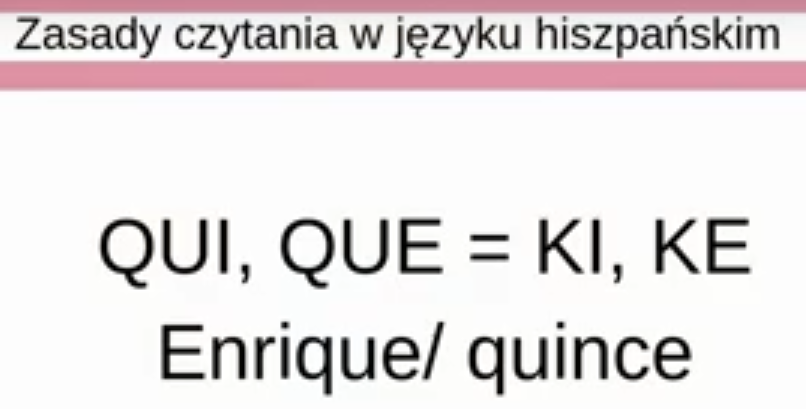 Zasady czytania w języku hiszpańskim
QUI, QUE = KI, KE
Enrique/ quince